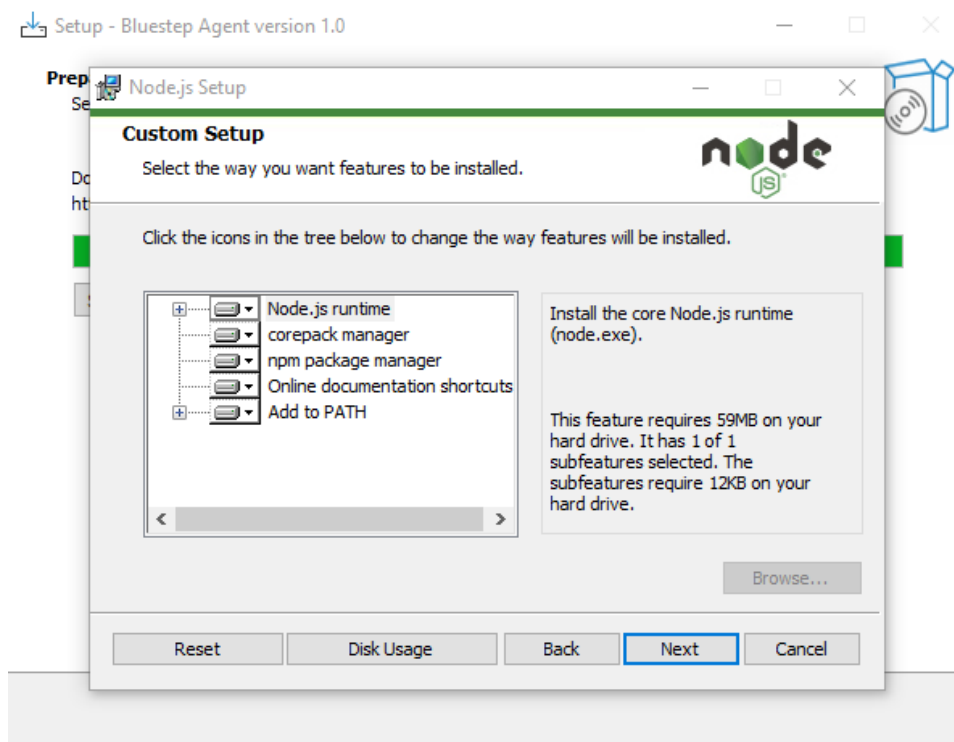 Setup - Bluestep Agent version 1.0
Prep
Se
Do
ht
Node.js Setup
Custom Setup
Select the way you want features to be installed.
node
JS
Click the icons in the tree below to change the way features will be installed.
Node.js runtime
corepack manager
npm package manager
Online documentation shortcuts
Add to PATH
Install the core Node.js runtime
(node.exe).
This feature requires 59MB on your
hard drive. It has 1 of 1
subfeatures selected. The
subfeatures require 12KB on your
hard drive.
Browse...
Reset
Disk Usage
Back
Next
Cancel